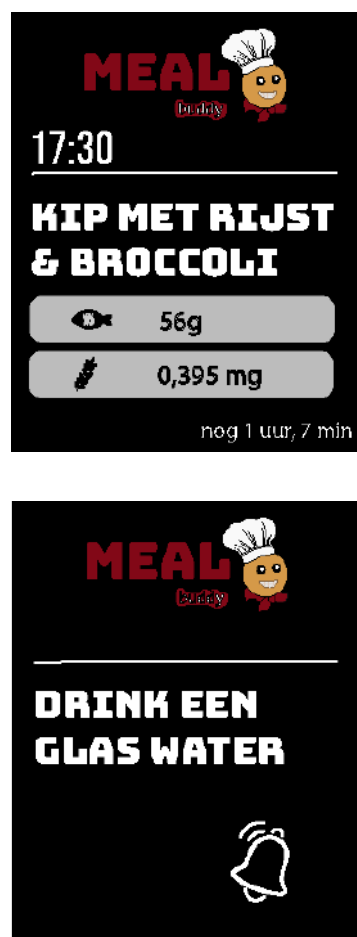 MEAL
buddy
17:30
KIP MET RIJST
& BROCCOLI
56g
0,395 mg
nog 1 uur, 7 min
MEAL
buddy
DRINK EEN
GLAS WATER